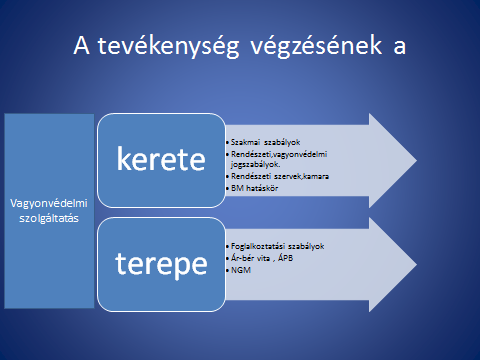 A tevékenység végzésének a
Vagyonvédelmi
szolgáltatás
kerete
• Szakmai szabályok
• Rendészeti,vagyonvédelmi
jogszabályok.
• Rendészeti szervek,kamara
• BM hatáskör
terepe
• Foglalkoztatási szabályok
• Ár-bér vita , ÁPB
• NGM